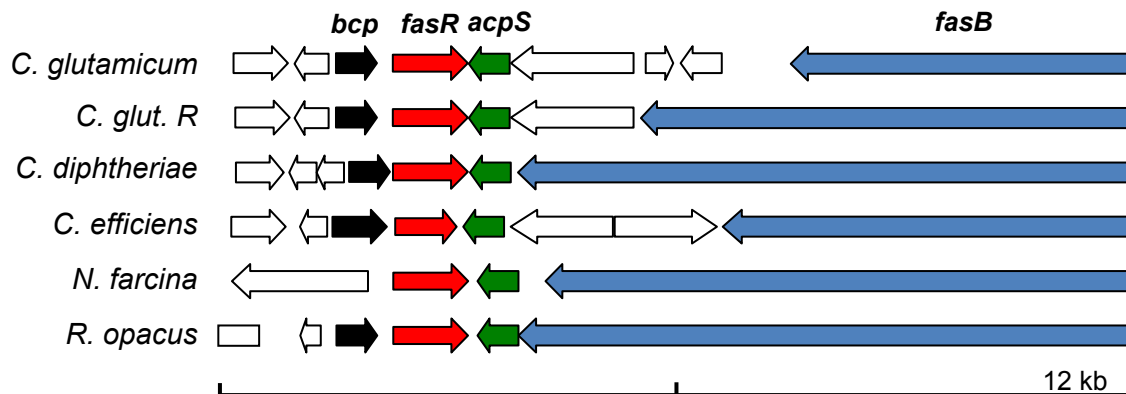 bcp fasR acpS fasB
C. glutamicum
C. glut. R
C. diphtheriae
C. efficiens
N. farcina
R. opacus
12 kb